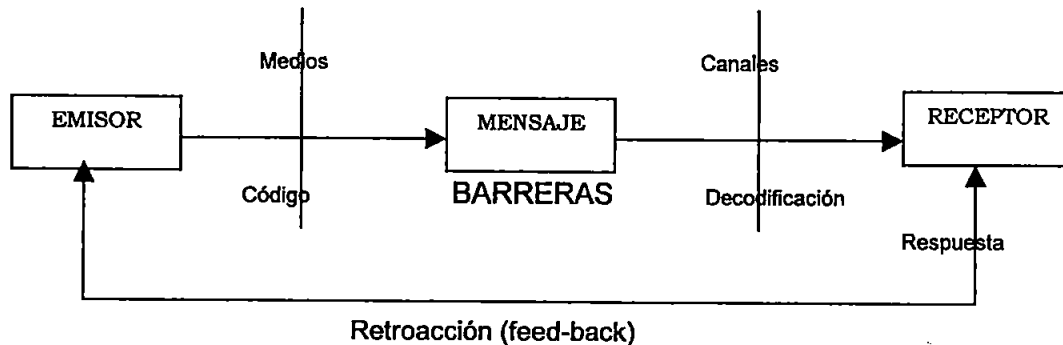 Medios
Canales
EMISOR
MENSAJE
RECEPTOR
Código
BARRERAS
Decodificación
Respuesta
Retroacción (feed-back)